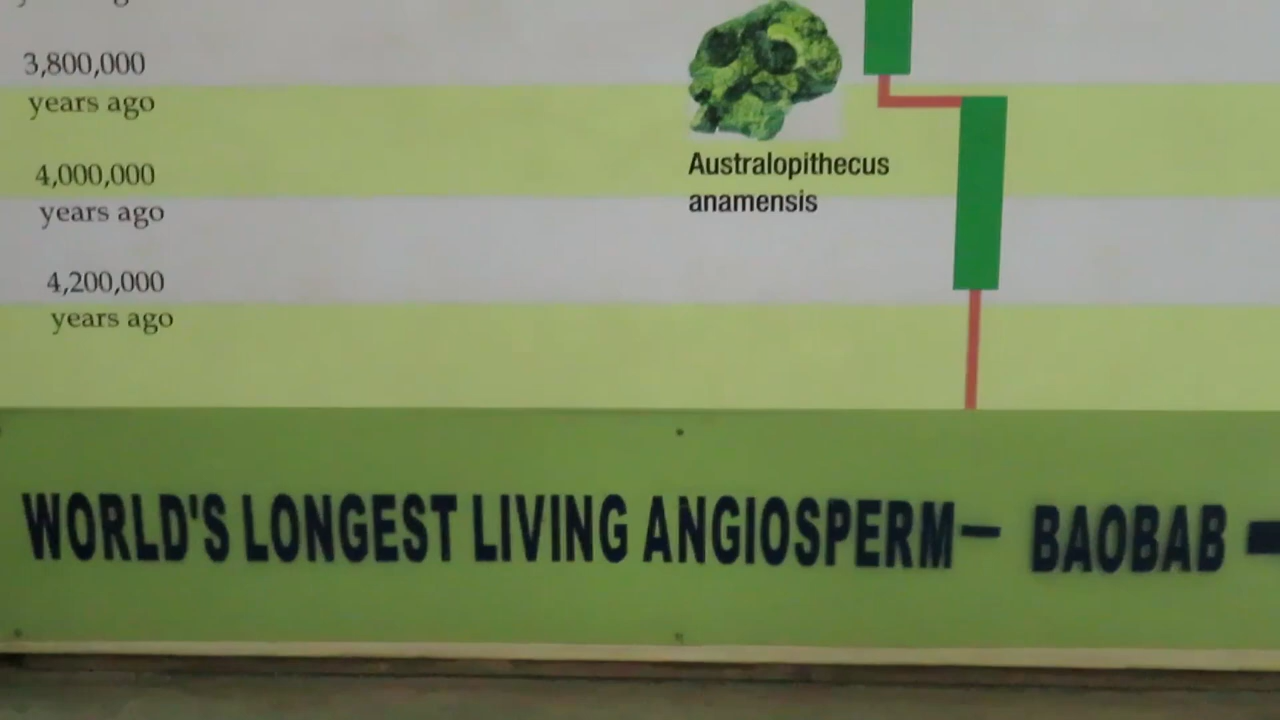 3,800,000
years ago
4,000,000
years ago
4,200,000
years ago
Australopithecus
anamensis
WORLD'S LONGEST LIVING ANGIOSPERM— BAOBAB